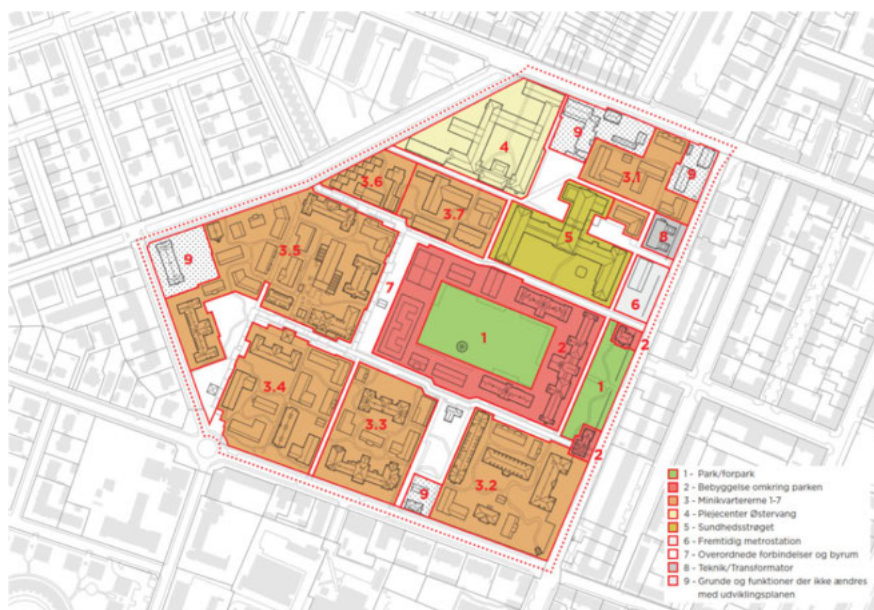 4
9
3.1
9
3.6
3.7
8
5
3.5
9
7
6
1
2
2
1
3.4
3.3
2
3.2
9
1 - Park/forpark
2 - Bebyggelse omkring parken
3 - Minikvartererne 1-7
4 - Plejecenter Østervang
5 - Sundhedsstrøget
6 - Fremtidig metrostation
7 - Overordnede forbindelser og byrum
8 - Teknik/Transformator
9 - Grunde og funktioner der ikke ændres
med udviklingsplanen